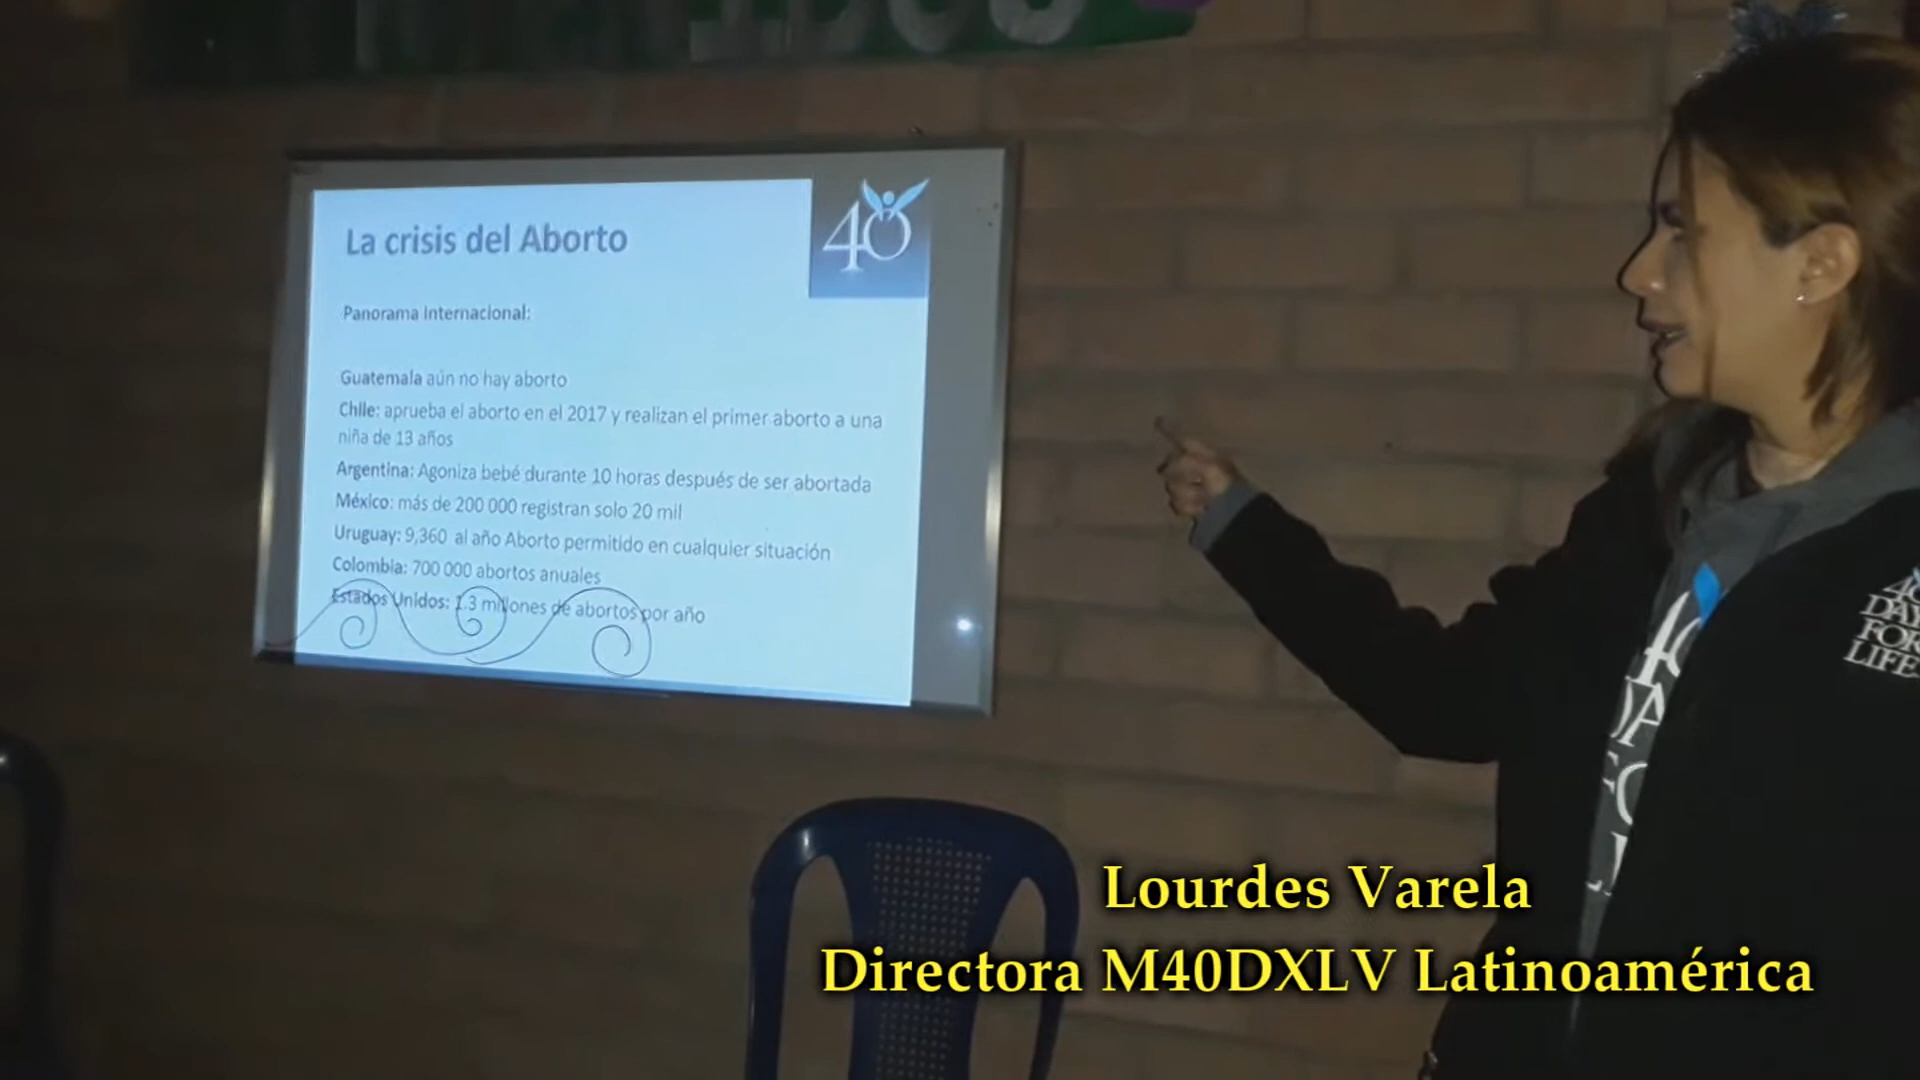 La crisis del Aborto
40
Panorama Internacional:
Guatemala aún no hay aborto
Chile: aprueba el aborto en el 2017 y realizan el primer aborto a una
niña de 13 años
Argentina: Agoniza bebé durante 10 horas después de ser abortada
México: más de 200 000 registran solo 20 mil
Uruguay: 9,360 al año Aborto permitido en cualquier situación
Colombia: 700 000 abortos anuales
Estados Unidos: 1.3 millones de abortos por año
40
DAY
FOR
LIFE
Lourdes Varela
Directora M40DXLV Latinoamérica